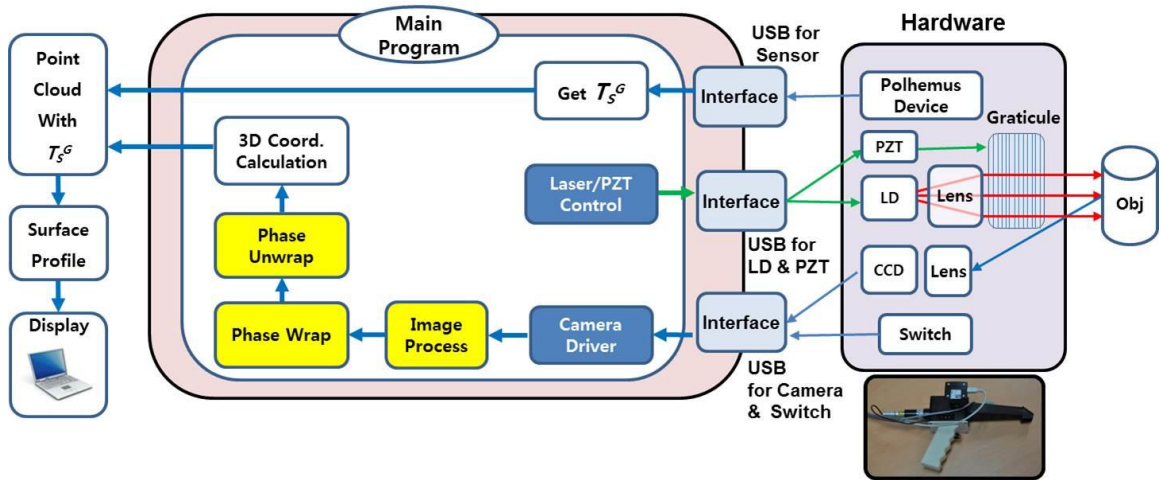 Main
Program
Hardware
USB for
Sensor
Point
Cloud
With
T_S^G
Get T_S^G
Interface
Polhemus
Device
Graticule
3D Coord.
Calculation
PZT
Laser/PZT
Control
Interface
LD
Lens
Obj
Surface
Profile
Phase
Unwrap
USB for
LD & PZT
CCD
Lens
Display
Phase Wrap
Image
Process
Camera
Driver
Interface
Switch
USB
for Camera
& Switch